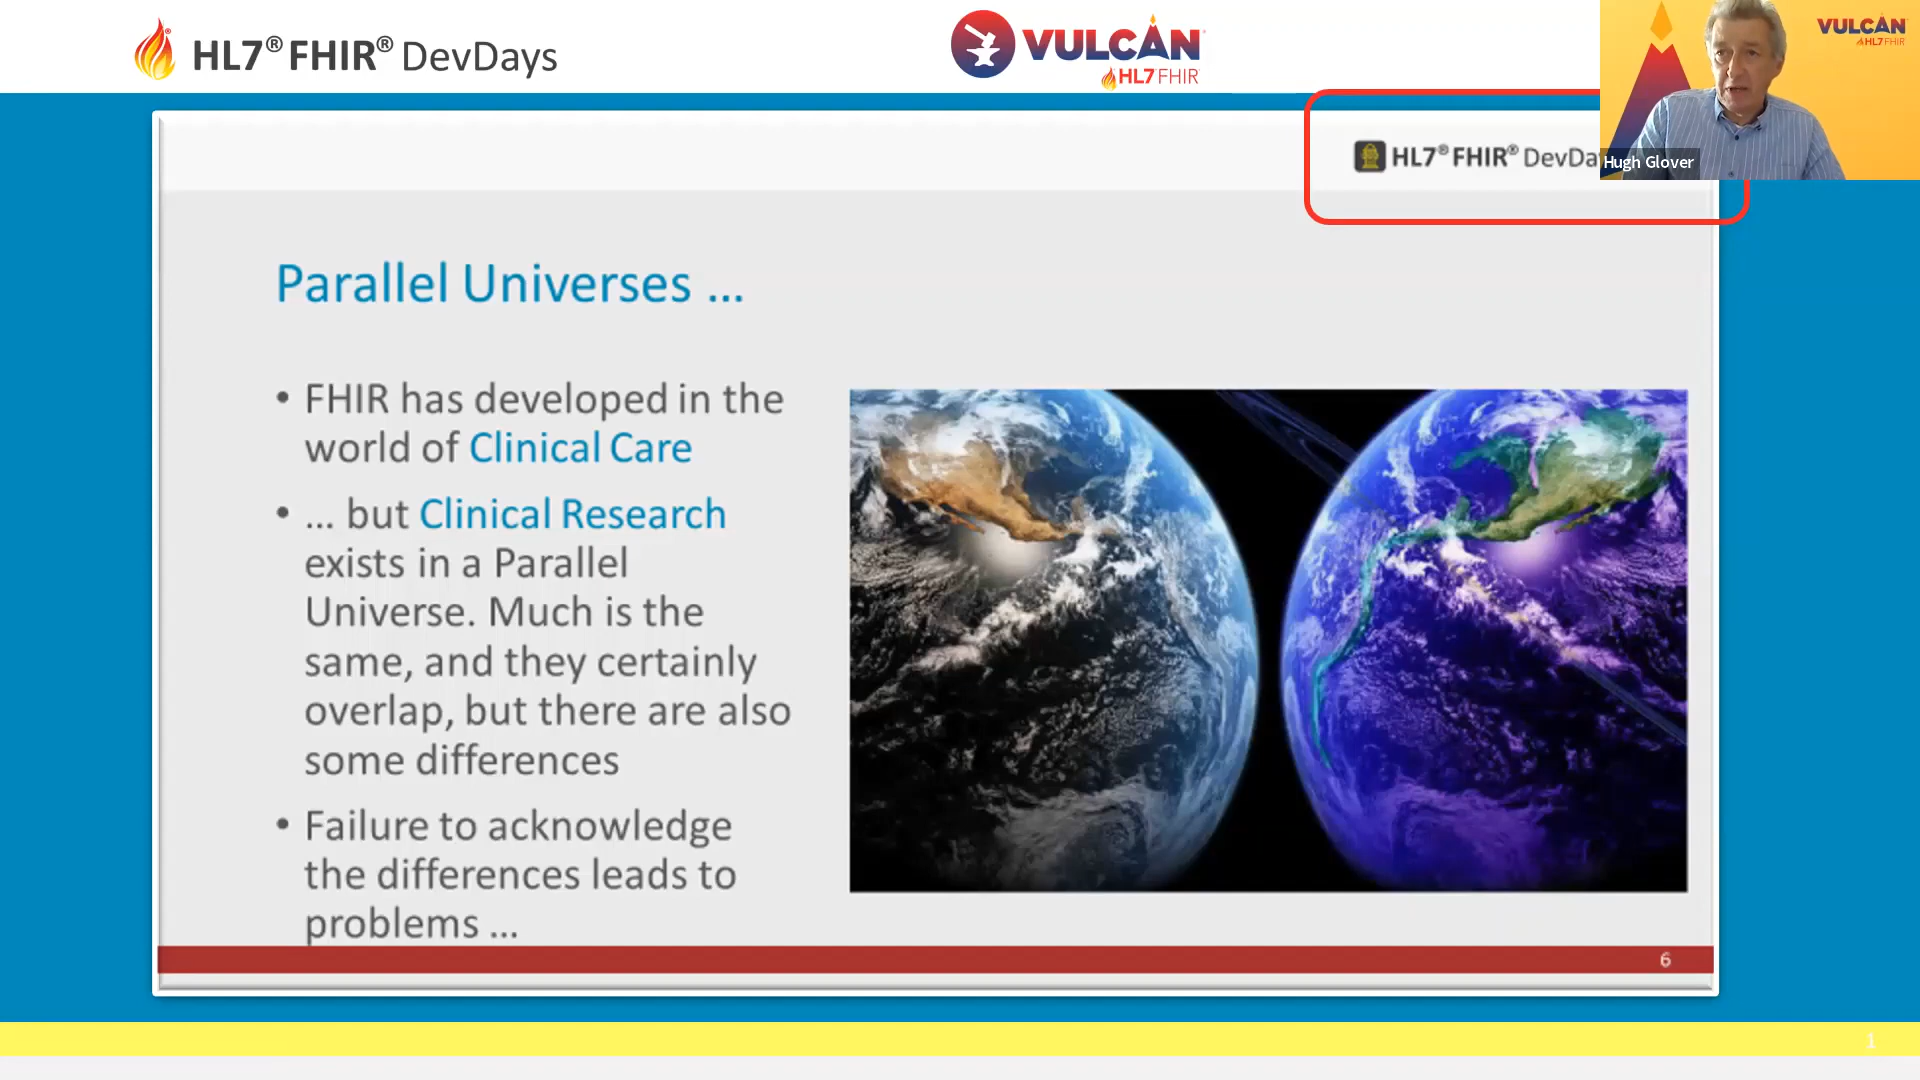 HL7® FHIR® DevDays
VULCAN
HL7 FHIR
VULCAN
HL7 FHIR
HL7® FHIR® DevDa
Hugh Glover
Parallel Universes ...
• FHIR has developed in the
world of Clinical Care
• ... but Clinical Research
exists in a Parallel
Universe. Much is the
same, and they certainly
overlap, but there are also
some differences
• Failure to acknowledge
the differences leads to
problems ...
6
1